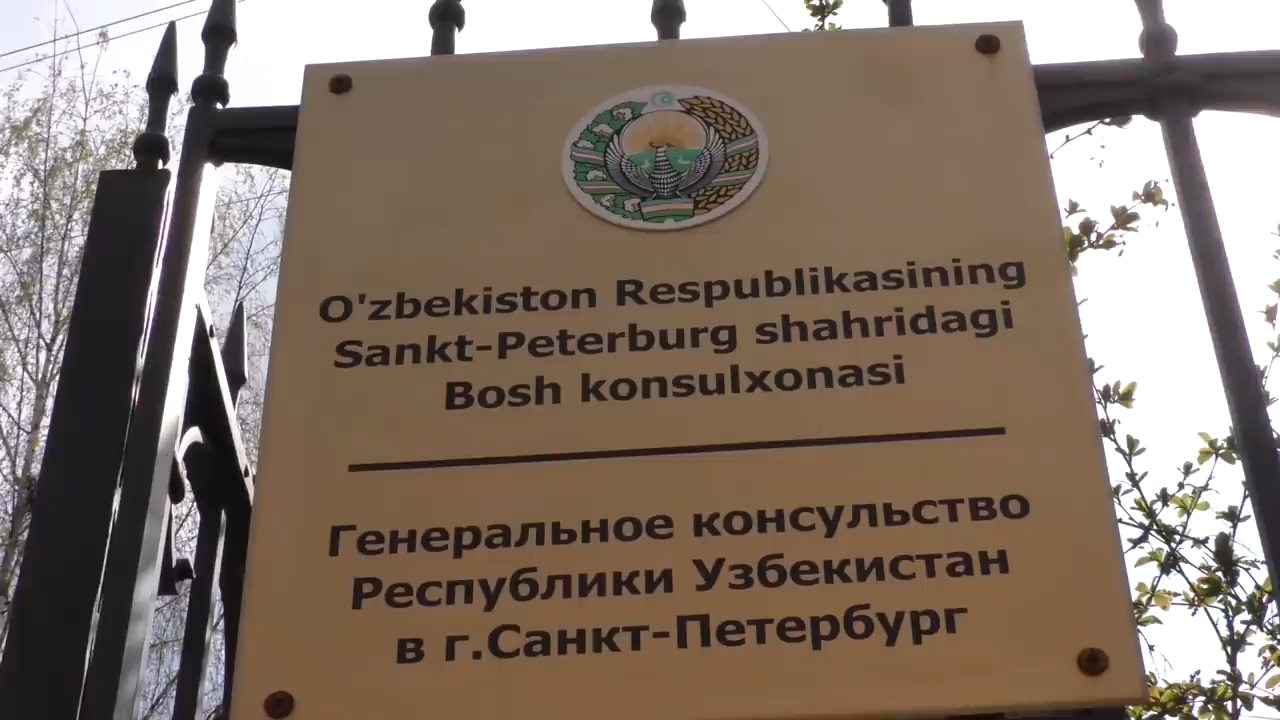 O'zbekiston Respublikasining
Sankt-Peterburg shahridagi
Bosh konsulxonasi
Генеральное консульство
Республики Узбекистан
в г.Санкт-Петербург